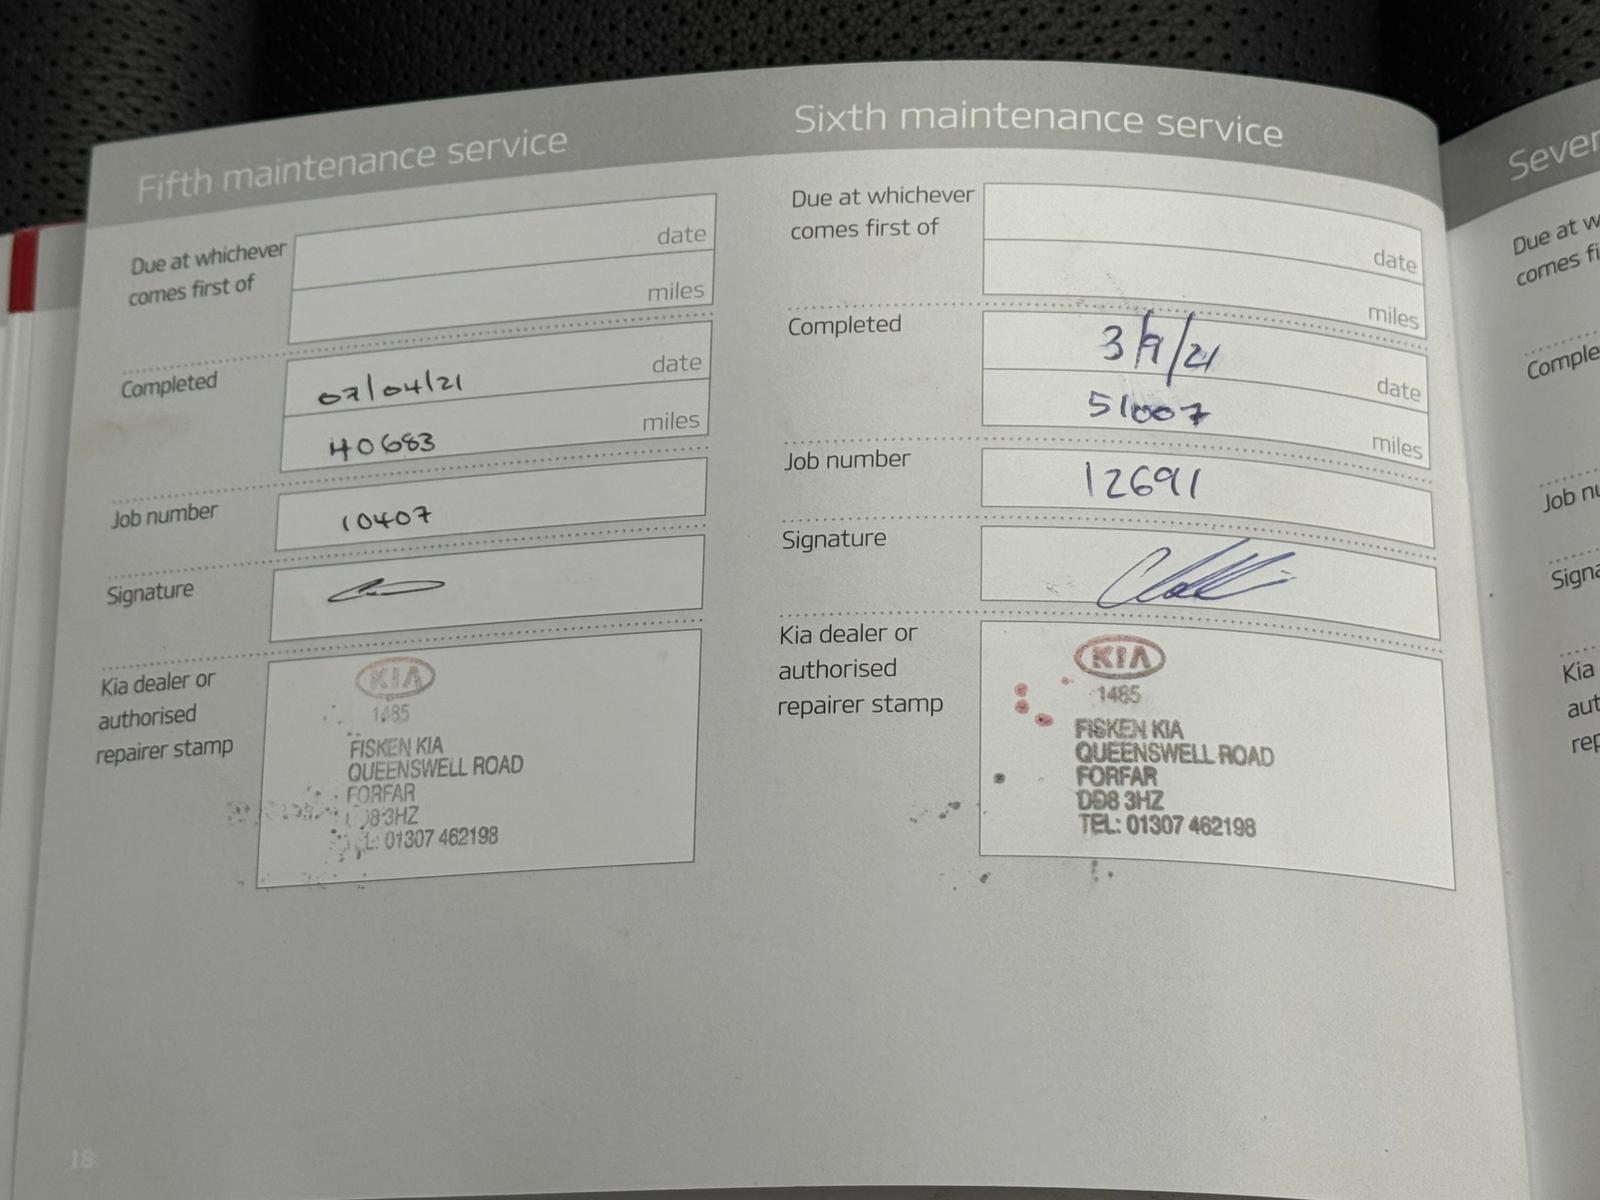 Fifth maintenance service
Due at whichever
comes first of
date
miles
Completed
07/04/21
date
40683
miles
Job number
10407
Signature
Kia dealer or
authorised
repairer stamp
KIA
1485
FISKEN KIA
QUEENSWELL ROAD
FORFAR
D8 3HZ
L: 01307 462198
18
Sixth maintenance service
Due at whichever
comes first of
date
miles
Completed
3/9/21
date
51007
miles
Job number
12691
Signature
Kia dealer or
authorised
repairer stamp
KIA
1485
FISKEN KIA
QUEENSWELL ROAD
FORFAR
DD8 3HZ
TEL: 01307 462198
Sever
Due at w
comes fi
Comple
Job nu
Signa
Kia
aut
rep